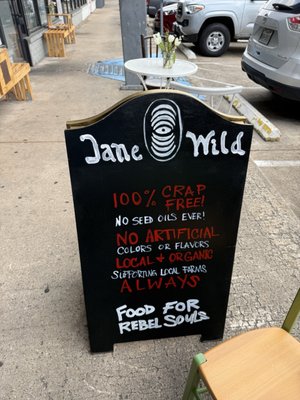 Jane Wild
100% CRAP
FREE!
NO SEED OILS EVER!
NO ARTIFICIAL
COLORS OR FLAVORS
LOCAL + ORGANIC
SUPPORTING LOCAL FARMS
ALWAYS
FOOD FOR
REBEL SOULS